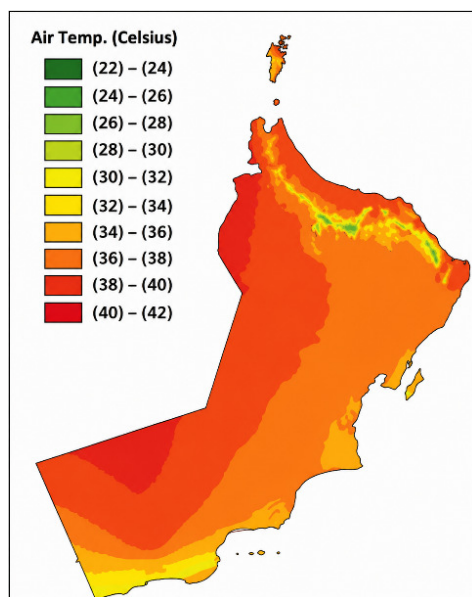 Air Temp. (Celsius)
(22) – (24)
(24) – (26)
(26) – (28)
(28) – (30)
(30) – (32)
(32) – (34)
(34) – (36)
(36) – (38)
(38) – (40)
(40) – (42)